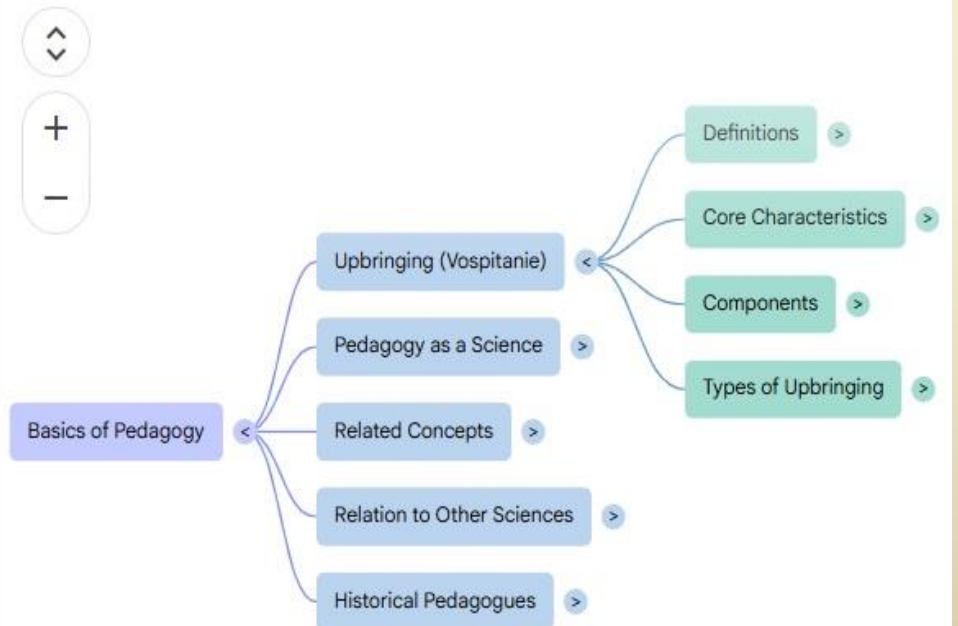 Basics of Pedagogy
Upbringing (Vospitanie)
Definitions
Core Characteristics
Components
Types of Upbringing
Pedagogy as a Science
Related Concepts
Relation to Other Sciences
Historical Pedagogues